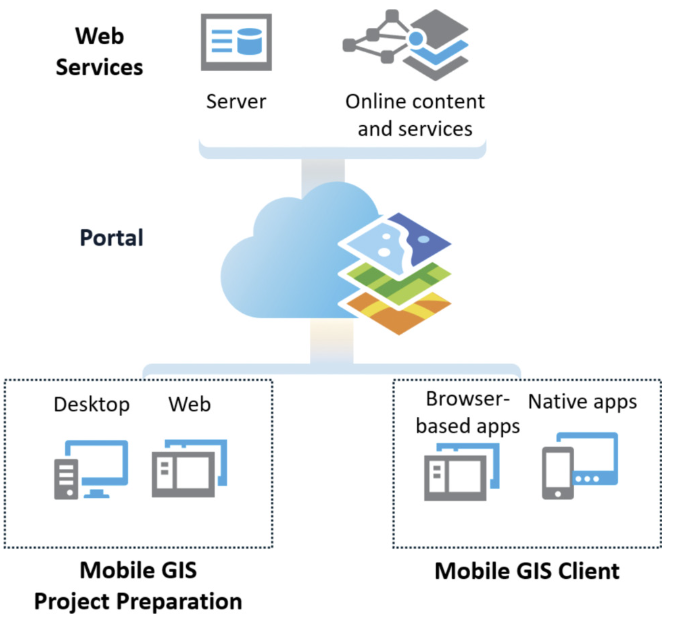 Web
Services
Server
Online content
and services
Portal
Desktop
Web
Browser-
based apps
Native apps
Mobile GIS
Project Preparation
Mobile GIS Client